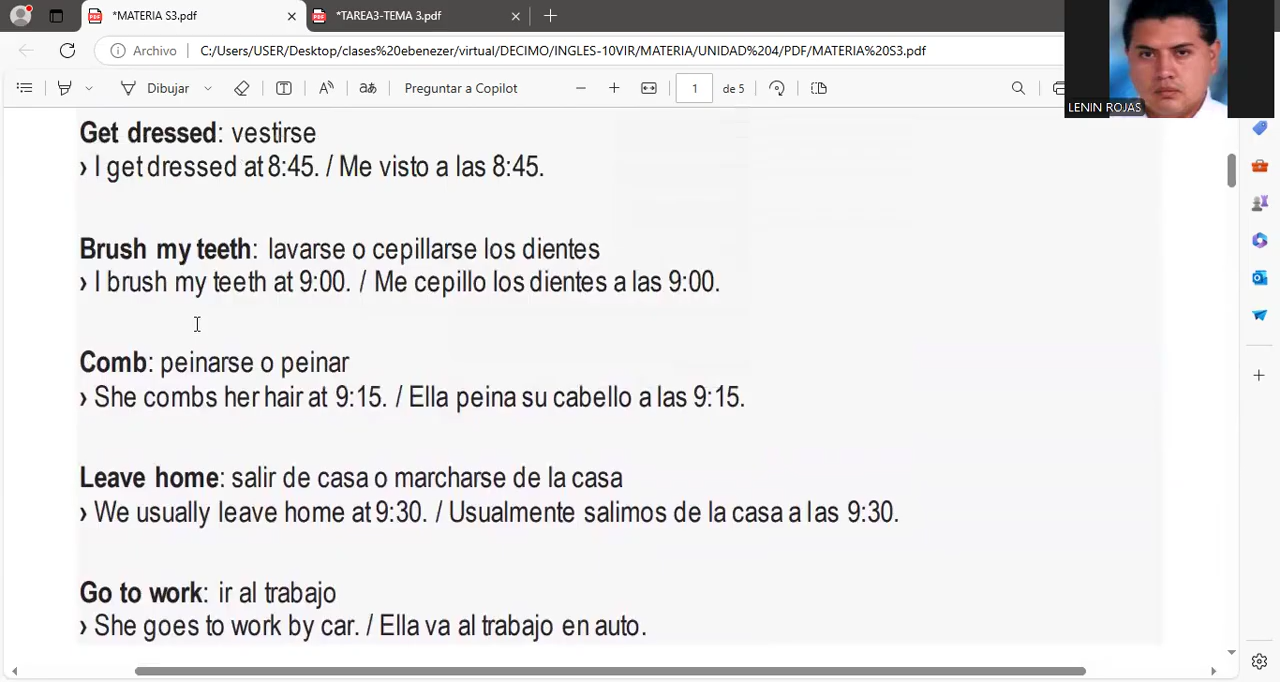 *MATERIA S3.pdf
*TAREA3-TEMA 3.pdf
Archivo C:/Users/USER/Desktop/clases%20ebenezer/virtual/DECIMO/INGLES-10VIR/MATERIA/UNIDAD%204/PDF/MATERIA%20S3.pdf
Dibujar aあ Preguntar a Copilot 1 de 5
LENIN ROJAS
Get dressed: vestirse
› I get dressed at 8:45. / Me visto a las 8:45.
Brush my teeth: lavarse o cepillarse los dientes
› I brush my teeth at 9:00. / Me cepillo los dientes a las 9:00.
Comb: peinarse o peinar
› She combs her hair at 9:15. / Ella peina su cabello a las 9:15.
Leave home: salir de casa o marcharse de la casa
› We usually leave home at 9:30. / Usualmente salimos de la casa a las 9:30.
Go to work: ir al trabajo
› She goes to work by car. / Ella va al trabajo en auto.